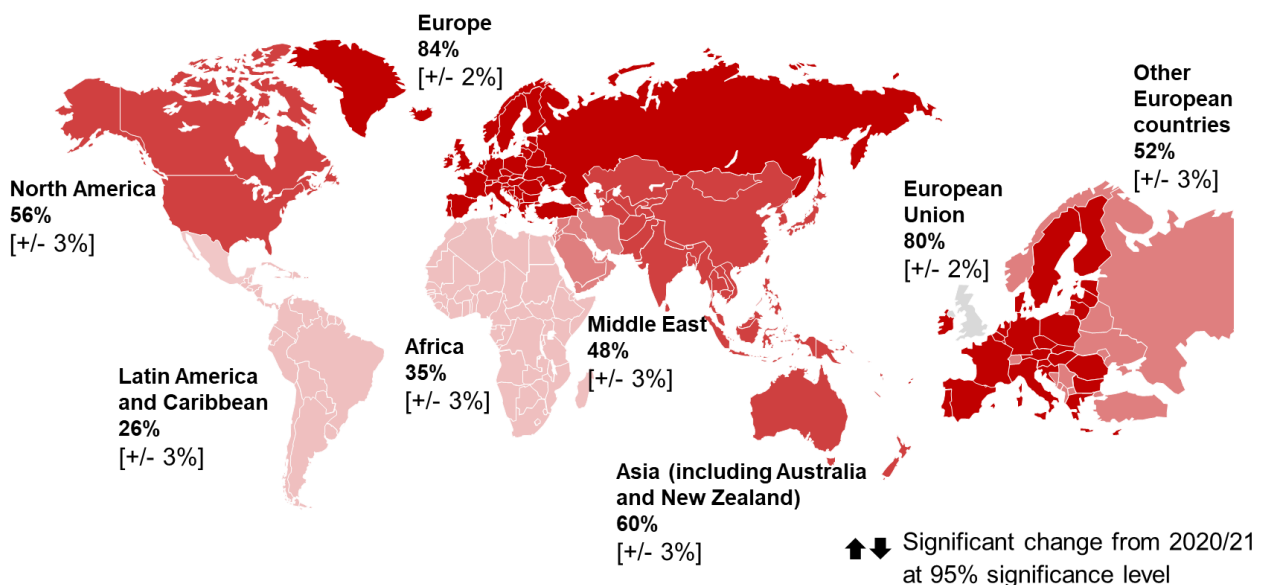 Europe
84%
[+/- 2%]
Other
European
countries
52%
[+/- 3%]
North America
56%
[+/- 3%]
European
Union
80%
[+/- 2%]
Middle East
48%
[+/- 3%]
Africa
35%
[+/- 3%]
Latin America
and Caribbean
26%
[+/- 3%]
Asia (including Australia
and New Zealand)
60%
[+/- 3%]
Significant change from 2020/21
at 95% significance level